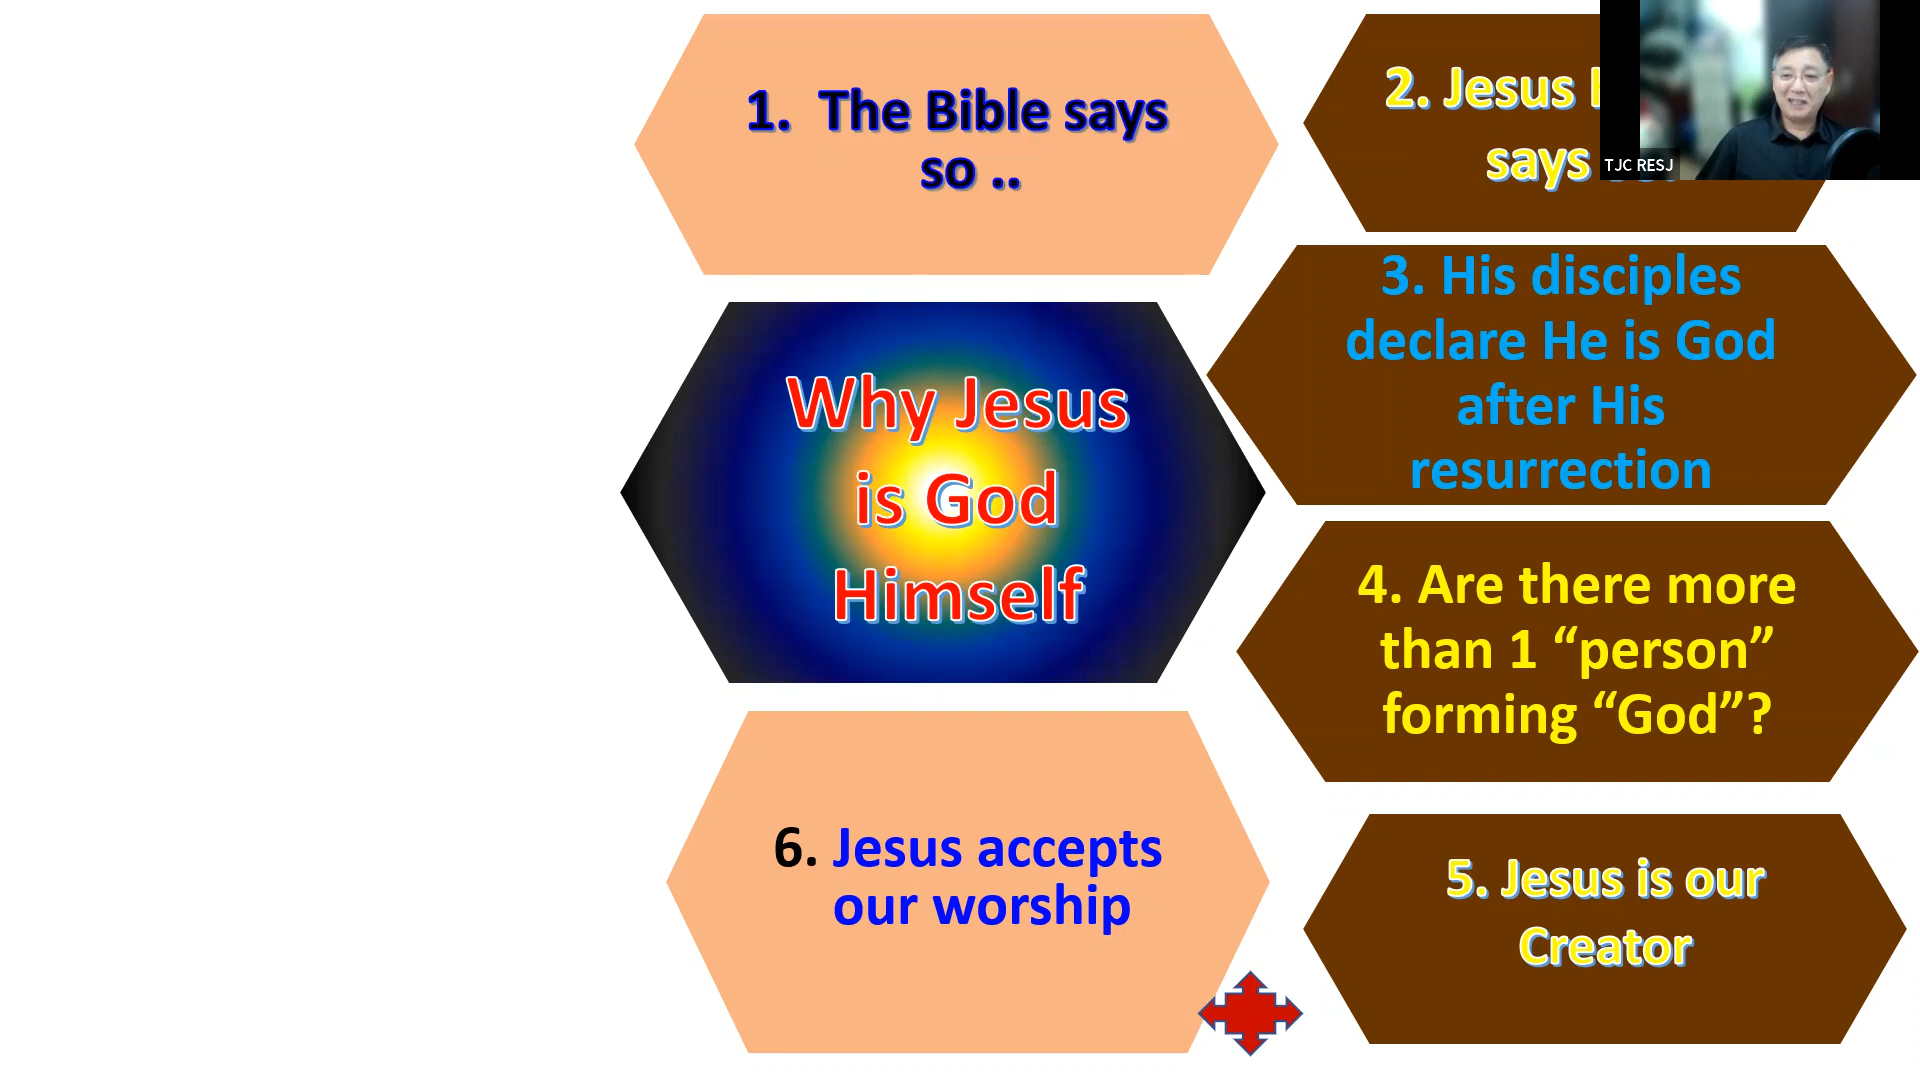 1. The Bible says
so ..
2. Jesus
says
TJC RESJ
3. His disciples
declare He is God
after His
resurrection
Why Jesus
is God
Himself
4. Are there more
than 1 “person”
forming “God”?
5. Jesus is our
Creator
6. Jesus accepts
our worship